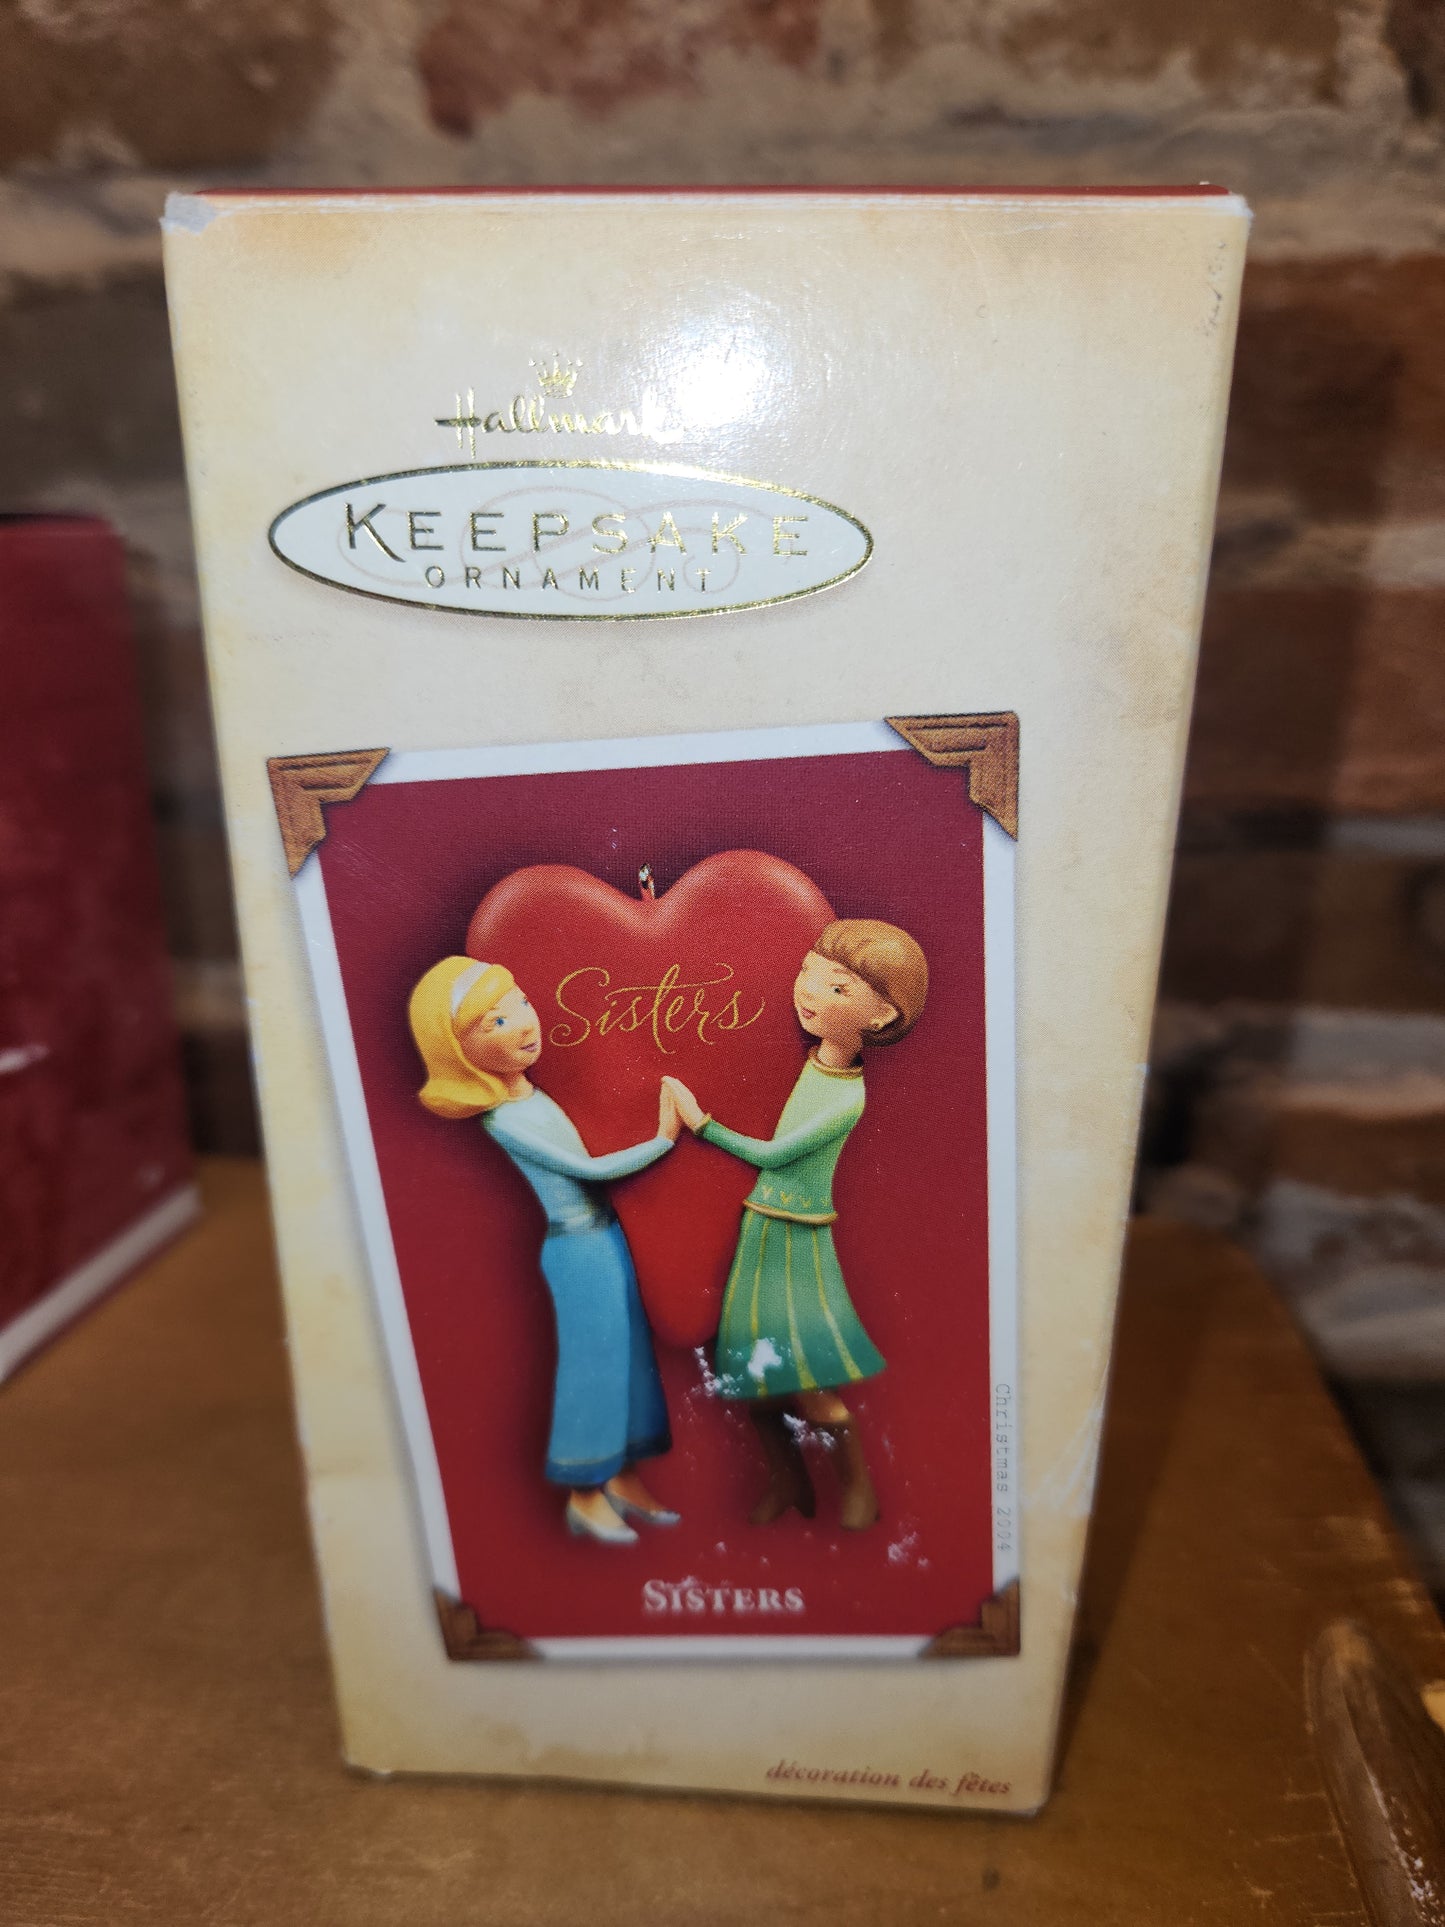 Hallmark
KEEPSAKE
ORNAMENT
Sisters
Christmas 2004
SISTERS
décoration des fêtes